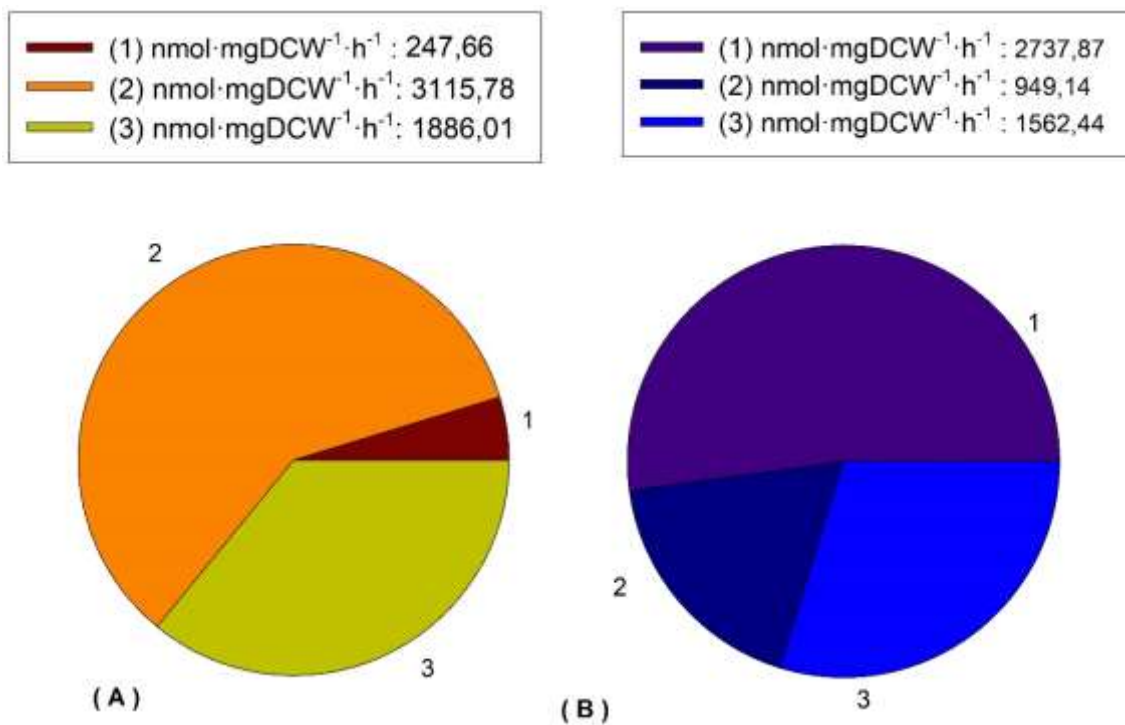 (1) nmol·mgDCW⁻¹·h⁻¹ : 247,66
(2) nmol·mgDCW⁻¹·h⁻¹: 3115,78
(3) nmol·mgDCW⁻¹·h⁻¹: 1886,01
(1) nmol·mgDCW⁻¹·h⁻¹ : 2737,87
(2) nmol·mgDCW⁻¹·h⁻¹ : 949,14
(3) nmol·mgDCW⁻¹·h⁻¹ : 1562,44
2
1
3
( A )
1
2
3
( B )